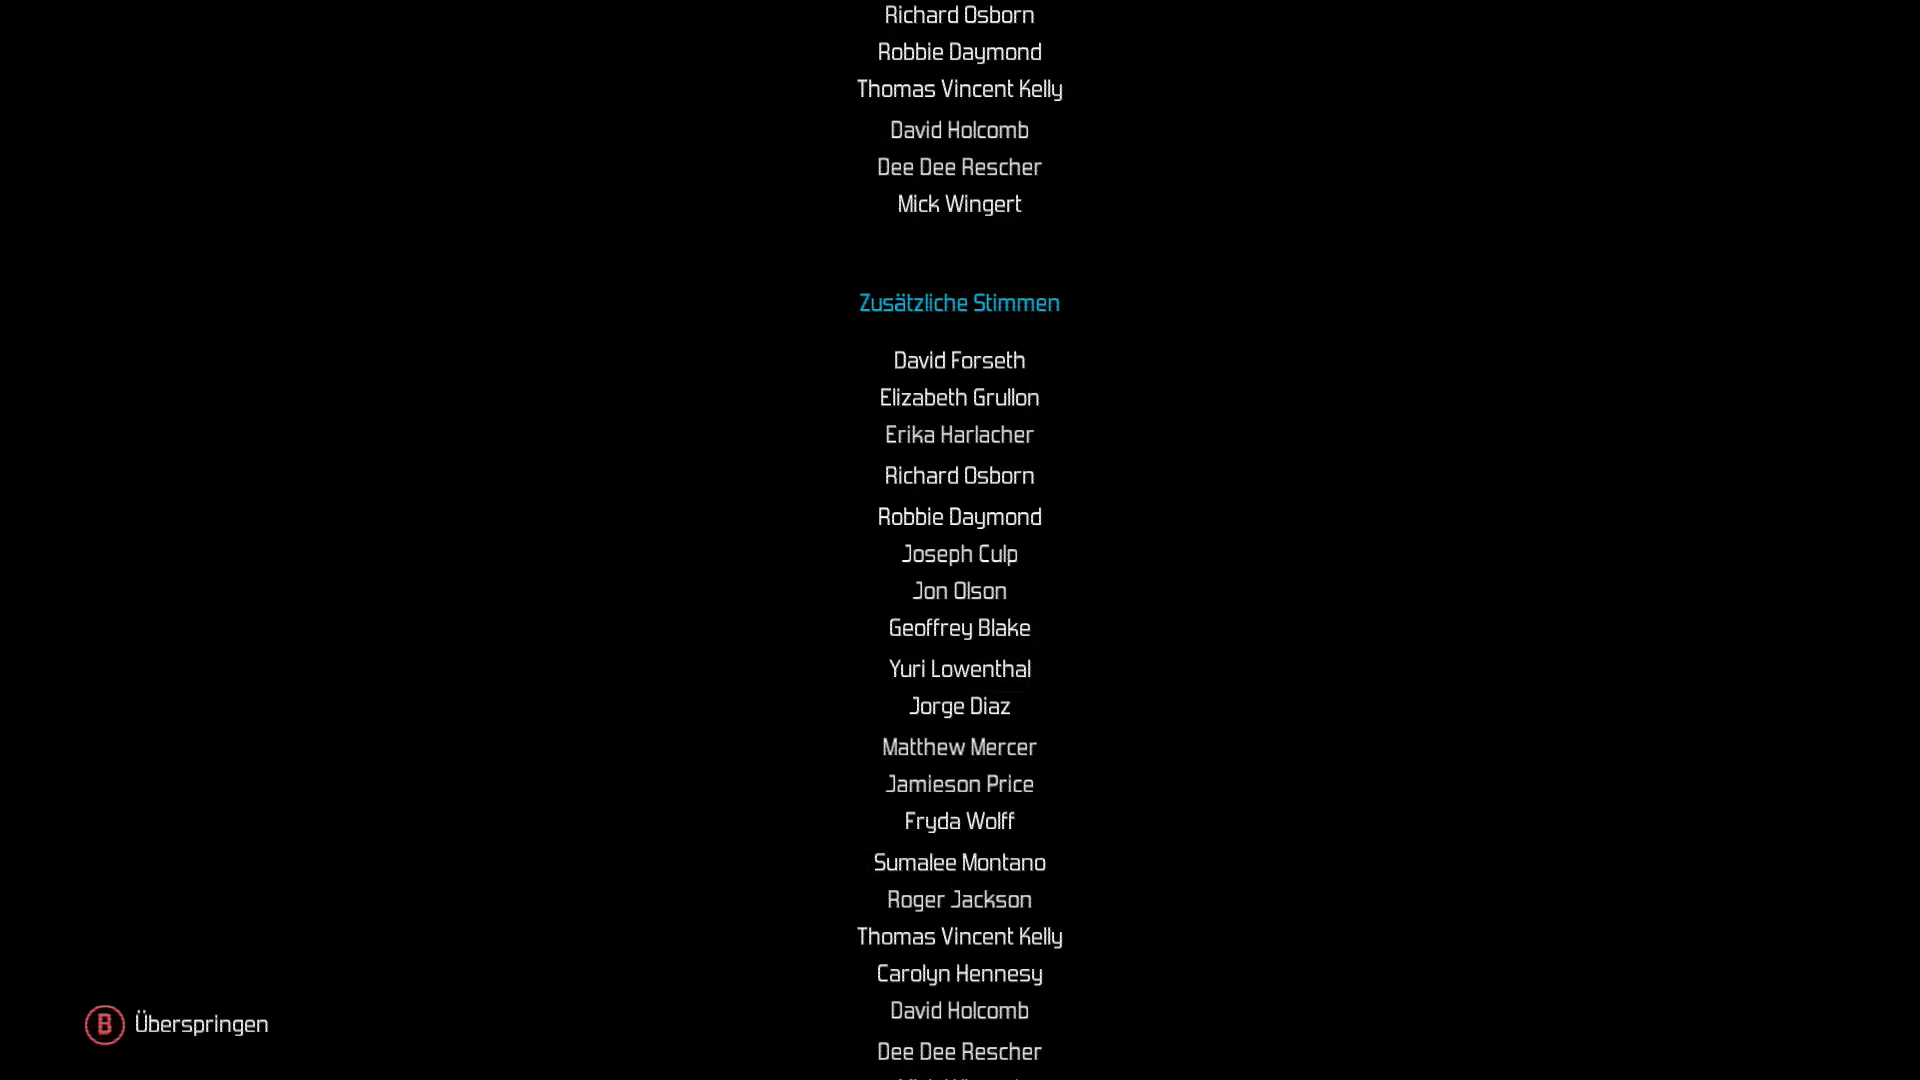 Richard Osborn
Robbie Daymond
Thomas Vincent Kelly
David Holcomb
Dee Dee Rescher
Mick Wingert
Zusätzliche Stimmen
David Forseth
Elizabeth Grullon
Erika Harlacher
Richard Osborn
Robbie Daymond
Joseph Culp
Jon Olson
Geoffrey Blake
Yuri Lowenthal
Jorge Diaz
Matthew Mercer
Jamieson Price
Fryda Wolff
Sumalee Montano
Roger Jackson
Thomas Vincent Kelly
Carolyn Hennesy
David Holcomb
B Überspringen
Dee Dee Rescher